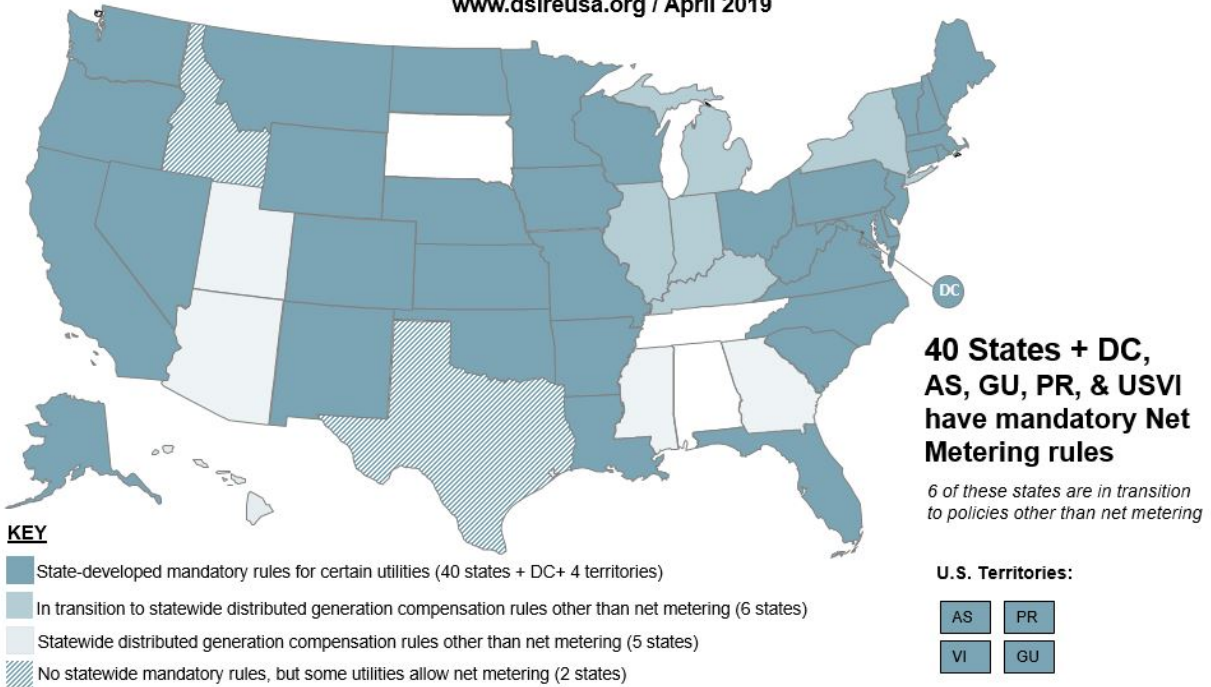 www.dsireusa.org / April 2019
DC
40 States + DC,
AS, GU, PR, & USVI
have mandatory Net
Metering rules
6 of these states are in transition
to policies other than net metering
KEY
State-developed mandatory rules for certain utilities (40 states + DC+ 4 territories)
In transition to statewide distributed generation compensation rules other than net metering (6 states)
Statewide distributed generation compensation rules other than net metering (5 states)
No statewide mandatory rules, but some utilities allow net metering (2 states)
U.S. Territories:
AS PR
VI GU